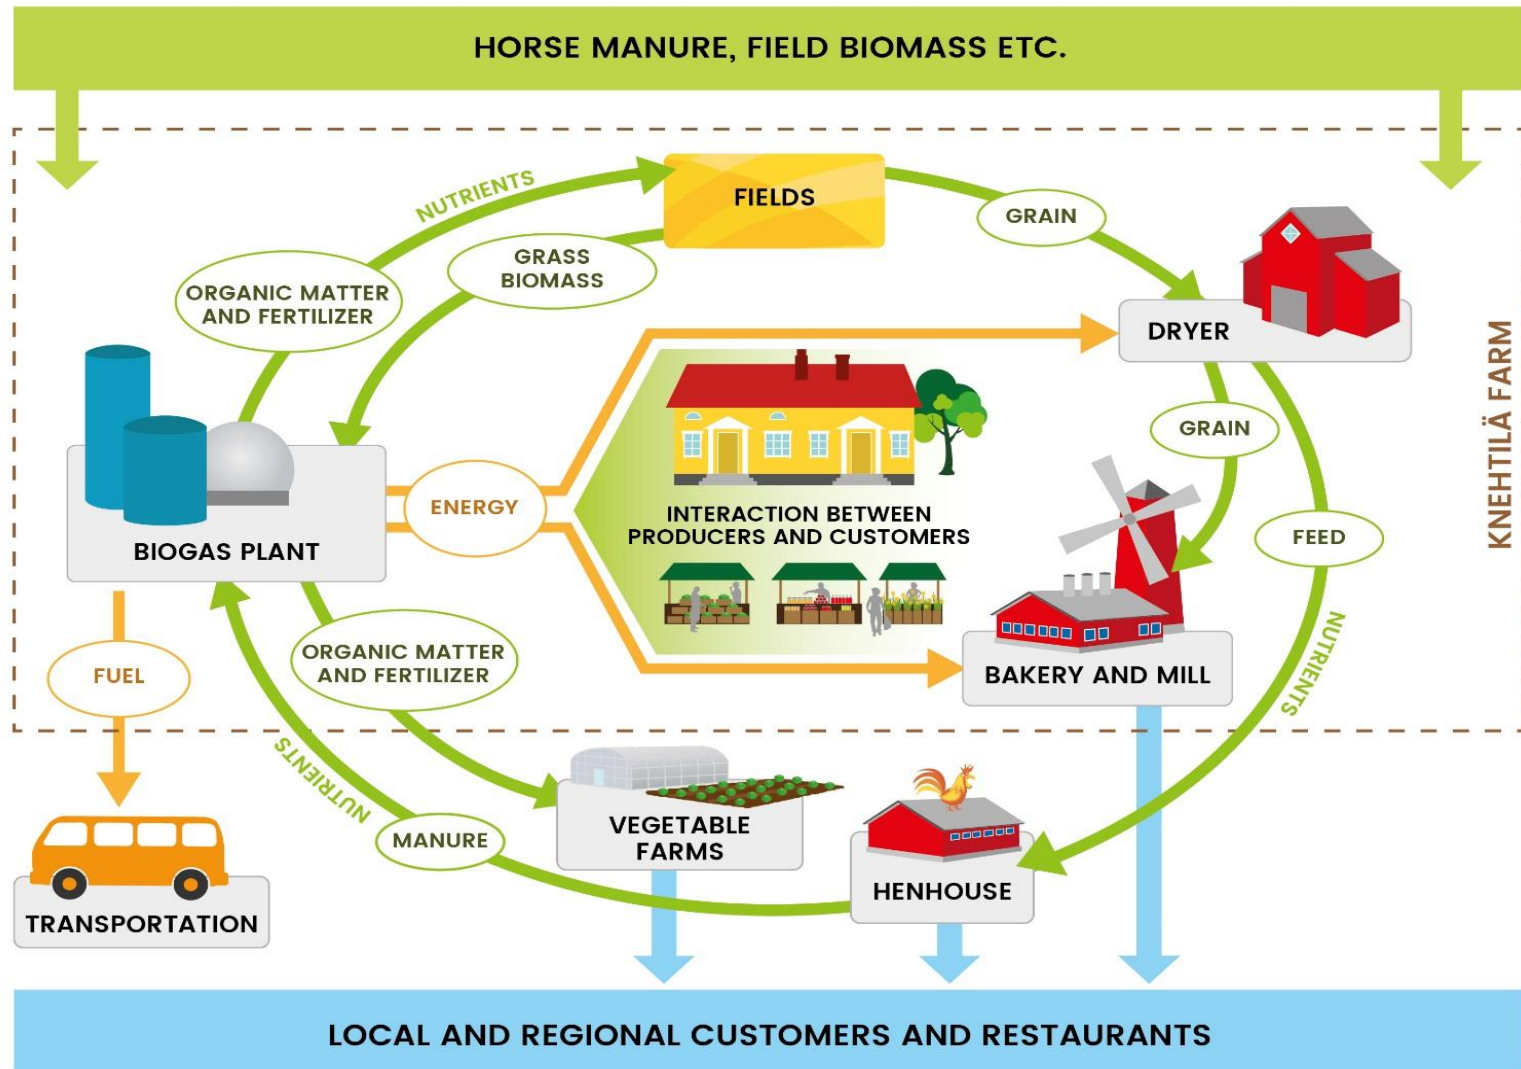 HORSE MANURE, FIELD BIOMASS ETC.
NUTRIENTS
FIELDS
GRAIN
GRASS
BIOMASS
ORGANIC MATTER
AND FERTILIZER
DRYER
KNEHTILÄ FARM
GRAIN
ENERGY
INTERACTION BETWEEN
PRODUCERS AND CUSTOMERS
FEED
BIOGAS PLANT
ORGANIC MATTER
AND FERTILIZER
FUEL
BAKERY AND MILL
NUTRIENTS
NUTRIENTS
MANURE
VEGETABLE
FARMS
HENHOUSE
TRANSPORTATION
LOCAL AND REGIONAL CUSTOMERS AND RESTAURANTS